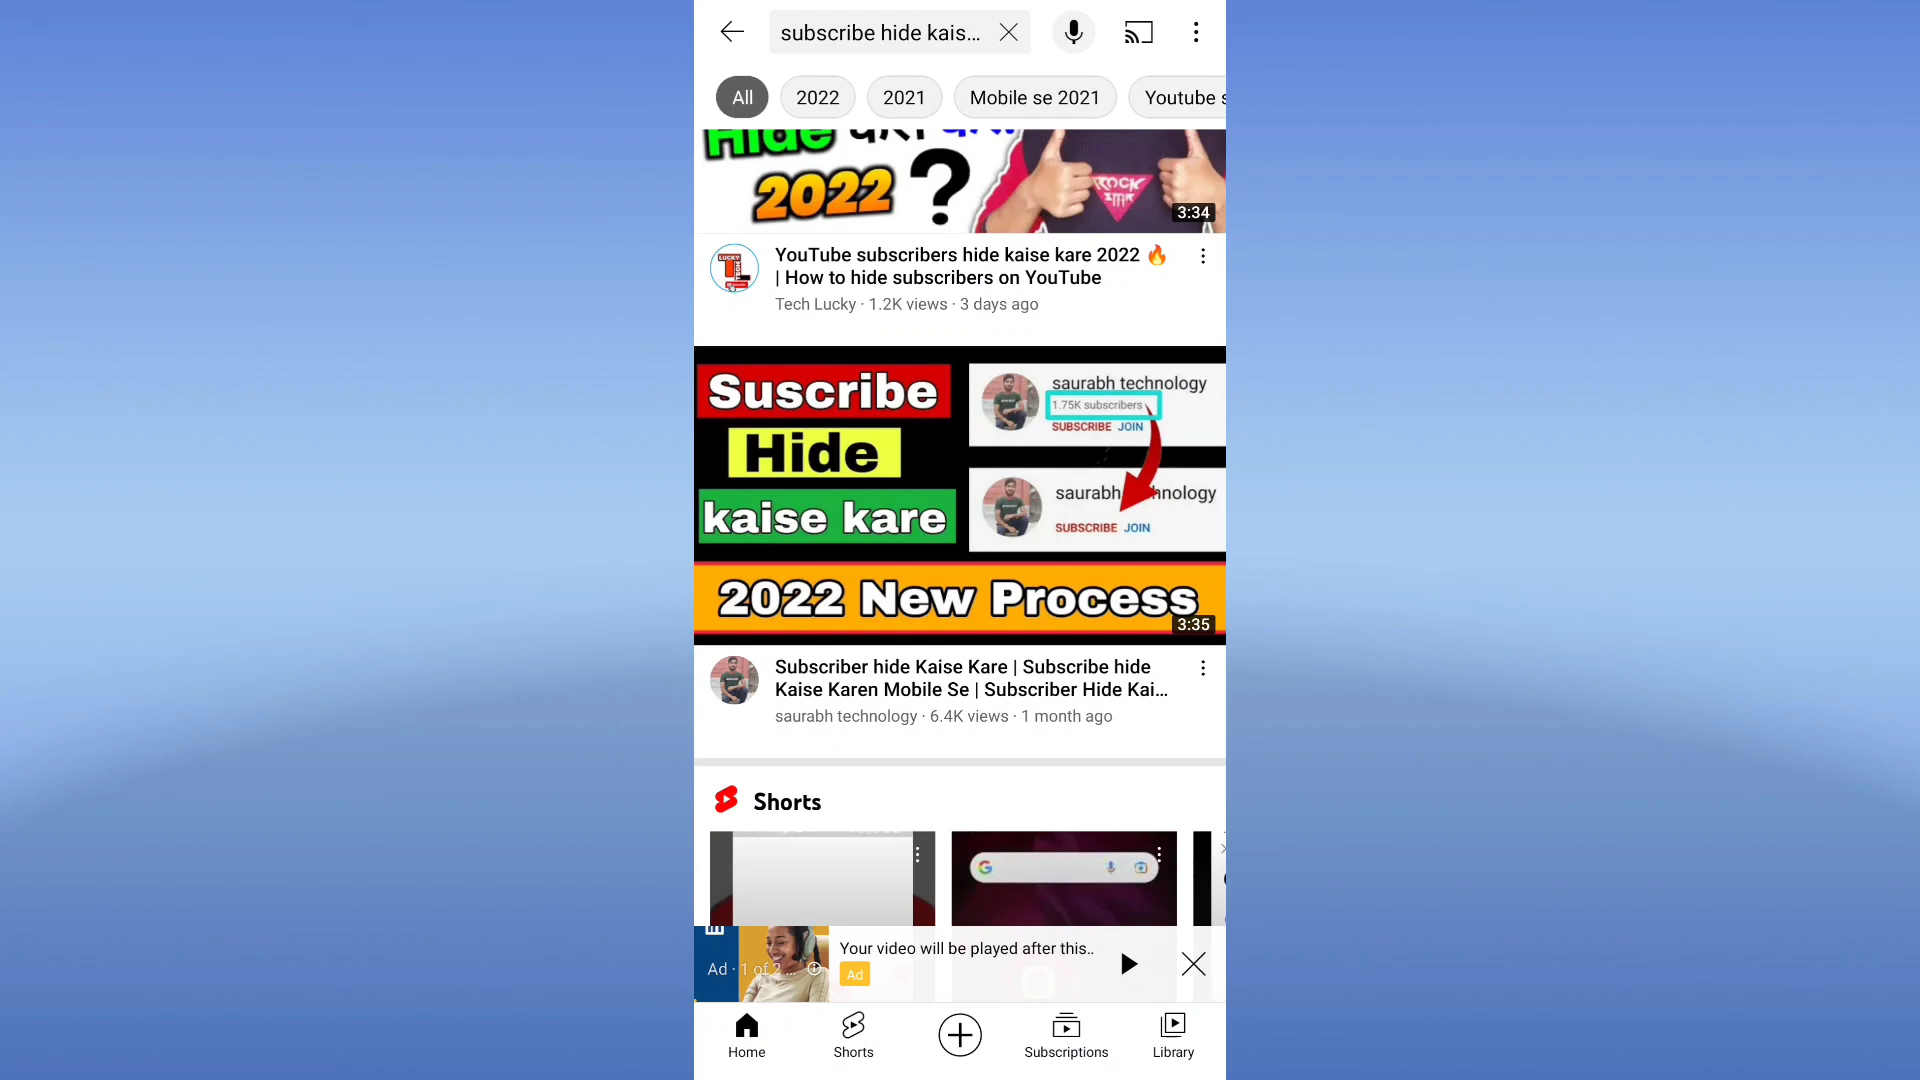 subscribe hide kais...
All
2022
2021
Mobile se 2021
Youtube s
Hide
2022 ?
ROCK
3:34
YouTube subscribers hide kaise kare 2022 🔥
| How to hide subscribers on YouTube
Tech Lucky · 1.2K views · 3 days ago
Suscribe
Hide
kaise kare
saurabh technology
1.75K subscribers
SUBSCRIBE JOIN
saurabh
SUBSCRIBE JOIN
2022 New Process
3:35
Subscriber hide Kaise Kare | Subscribe hide
Kaise Karen Mobile Se | Subscriber Hide Kai...
saurabh technology · 6.4K views · 1 month ago
Shorts
Ad · 1 of 2 ...
Your video will be played after this..
Ad
Home
Shorts
Subscriptions
Library